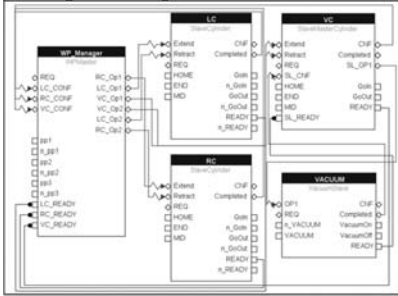 WP_Manager
WPMaster
REQ
LC_CONF
RC_CONF
VC_CONF
pp1
n_pp1
pp2
n_pp2
pp3
n_pp3
LC_READY
RC_READY
VC_READY
RC_Op1
LC_Op1
VC_Op1
VC_Op2
LC_Op2
RC_Op2
LC
SlaveCylinder
Extend
Retract
REQ
HOME
END
MID
CNF
Completed
GoIn
n_GoIn
GoOut
n_GoOut
READY
n_READY
VC
SlaveMasterCylinder
Extend
Retract
REQ
SL_CNF
HOME
END
MID
SL_READY
CNF
Completed
SL_OP1
GoIn
GoOut
READY
RC
SlaveCylinder
Extend
Retract
REQ
HOME
END
MID
CNF
Completed
GoIn
n_GoIn
GoOut
n_GoOut
READY
n_READY
VACUUM
VacuumSlave
OP1
REQ
n_VACUUM
VACUUM
CNF
Completed
VacuumOn
VacuumOff
READY